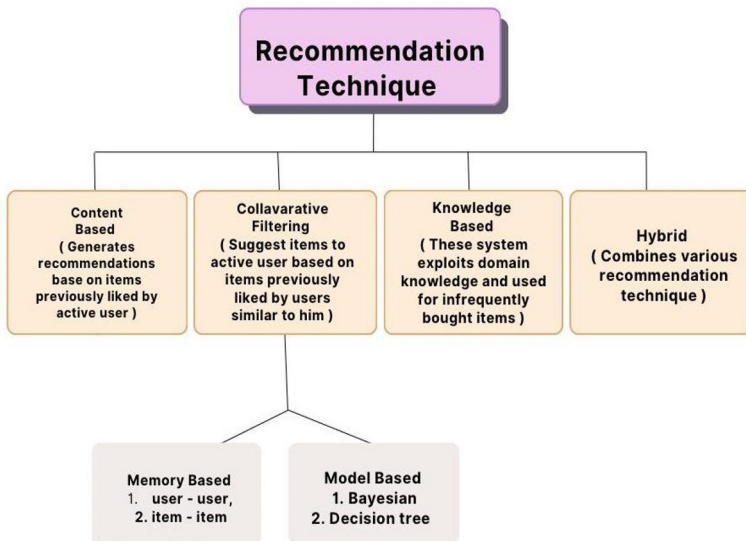 Recommendation
Technique
Content
Based
( Generates
recommendations
base on items
previously liked by
active user )
Collavarative
Filtering
( Suggest items to
active user based on
items previously
liked by users
similar to him )
Knowledge
Based
( These system
exploits domain
knowledge and used
for infrequently
bought items )
Hybrid
( Combines various
recommendation
technique )
Memory Based
1. user - user,
2. item - item
Model Based
1. Bayesian
2. Decision tree